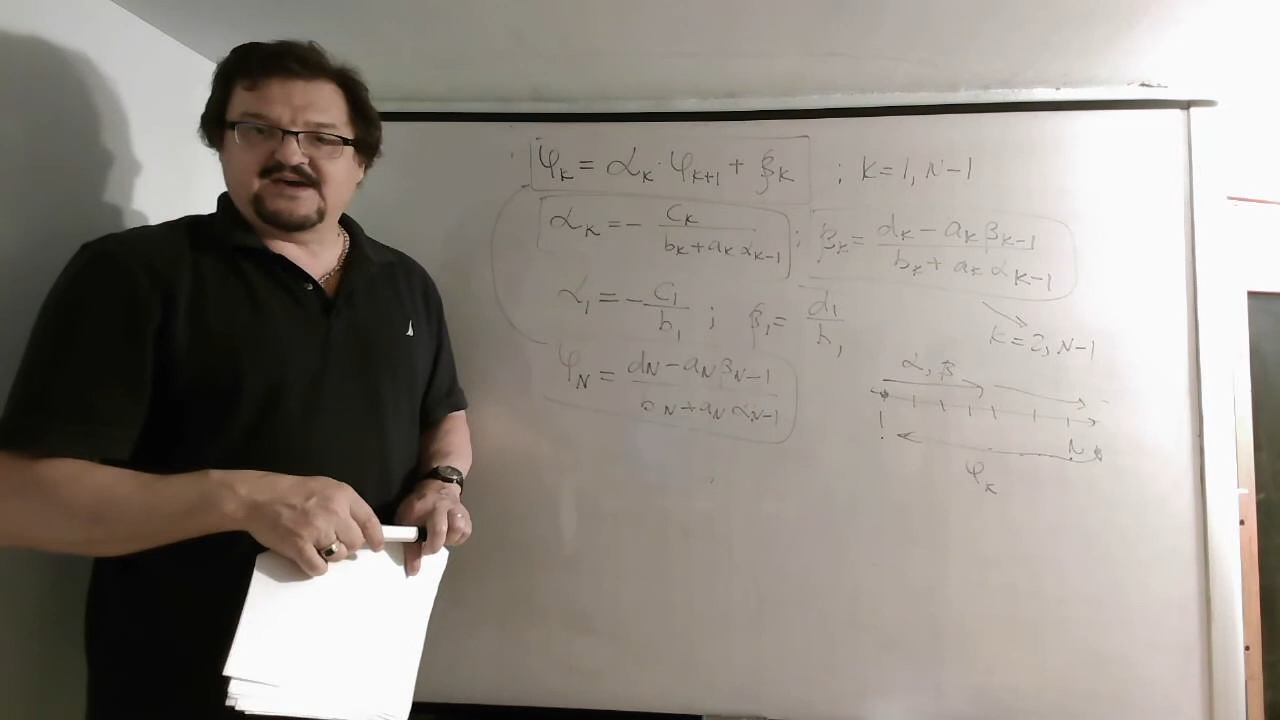 φ_k = α_k · φ_{k+1} + β_k ; k = 1, N-1
α_k = - c_k / (b_k + a_k α_{k-1}) ; β_k = (d_k - a_k β_{k-1}) / (b_k + a_k α_{k-1})
α_1 = - c_1 / b_1 ; β_1 = d_1 / b_1
k = 2, N-1
φ_N = (d_N - a_N β_{N-1}) / (b_N + a_N α_{N-1})
α, β
! N
φ_k